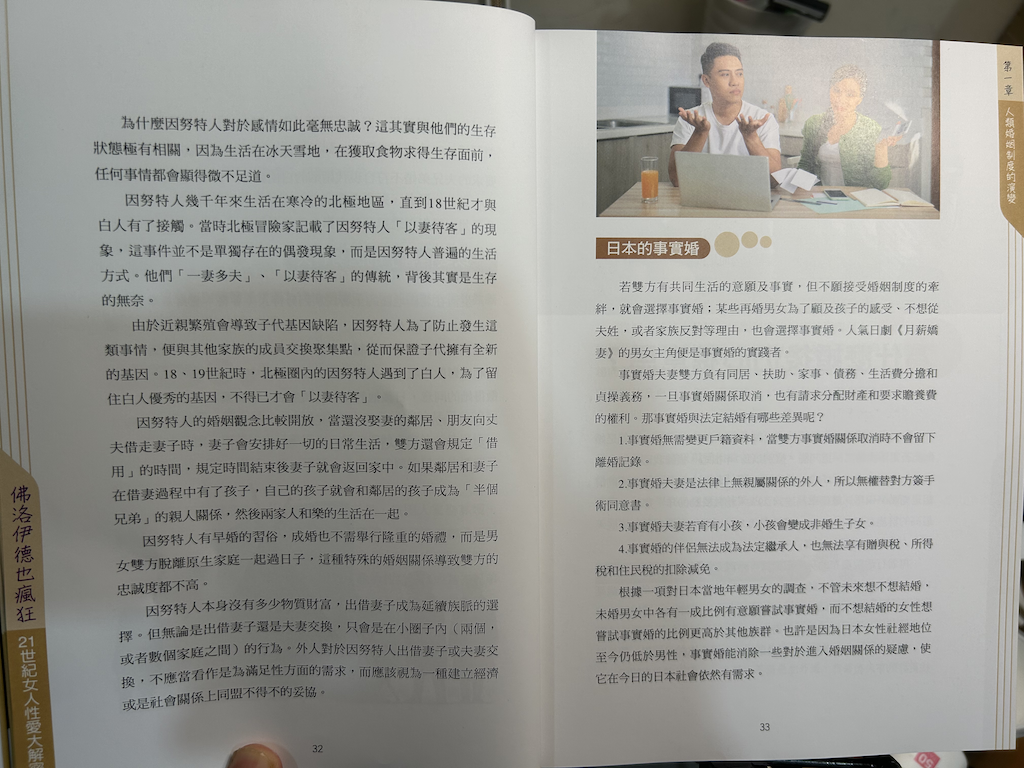 為什麼因努特人對於感情如此毫無忠誠？這其實與他們的生存
狀態極有相關，因為生活在冰天雪地，在獲取食物求得生存面前，
任何事情都會顯得微不足道。
因努特人幾千年來生活在寒冷的北極地區，直到18世紀才與
白人有了接觸。當時北極冒險家記載了因努特人「以妻待客」的現
象，這事件並不是單獨存在的偶發現象，而是因努特人普遍的生活
方式。他們「一妻多夫」、「以妻待客」的傳統，背後其實是生存
的無奈。
由於近親繁殖會導致子代基因缺陷，因努特人為了防止發生這
類事情，便與其他家族的成員交換聚集點，從而保證子代擁有全新
的基因。18、19世紀時，北極圈內的因努特人遇到了白人，為了留
住白人優秀的基因，不得已才會「以妻待客」。
因努特人的婚姻觀念比較開放，當還沒娶妻的鄰居、朋友向丈
夫借走妻子時，妻子會安排好一切的日常生活，雙方還會規定「借
用」的時間，規定時間結束後妻子就會返回家中。如果鄰居和妻子
在借妻過程中有了孩子，自己的孩子就會和鄰居的孩子成為「半個
兄弟」的親人關係，然後兩家人和樂的生活在一起。
因努特人有早婚的習俗，成婚也不需舉行隆重的婚禮，而是男
女雙方脫離原生家庭一起過日子，這種特殊的婚姻關係導致雙方的
忠誠度都不高。
因努特人本身沒有多少物質財富，出借妻子成為延續族脈的選
擇。但無論是出借妻子還是夫妻交換，只會是在小團子內（兩個，
或者數個家庭之間）的行為。外人對於因努特人出借妻子或夫妻交
換，不應當看作是為滿足性方面的需求，而應該視為一種建立經濟
或是社會關係上同盟不得不的妥協。
32
佛洛伊德也瘋狂
21世紀女人性愛大解
第一章
人類婚姻制度的演變
日本的事實婚
若雙方有共同生活的意願及事實，但不願接受婚姻制度的牽
絆，就會選擇事實婚；某些再婚男女為了顧及孩子的感受，不想從
夫姓，或者家族反對等理由，也會選擇事實婚。人氣日劇《月薪嬌
妻》的男女主角便是事實婚的實踐者。
事實婚夫妻雙方負有同居、扶助、家事、債務、生活費分擔和
貞操義務，一旦事實婚關係取消，也有請求分配財產和要求贍養費
的權利。那事實婚與法定結婚有哪些差異呢？
1.事實婚無需變更戶籍資料，當雙方事實婚關係取消時不會留下
離婚記錄。
2.事實婚夫妻是法律上無親屬關係的外人，所以無權替對方簽手
術同意書。
3.事實婚夫妻若育有小孩，小孩會變成非婚生子女。
4.事實婚的伴侶無法成為法定繼承人，也無法享有贈與稅、所得
稅和住民稅的扣除減免。
根據一項對日本當地年輕男女的調查，不管未來想不想結婚，
未婚男女中各有一成比例有意願嘗試事實婚，而不想結婚的女性想
嘗試事實婚的比例更高於其他族群。也許是因為日本女性社經地位
至今仍低於男性，事實婚能消除一些對於進入婚姻關係的疑慮，使
它在今日的日本社會依然有需求。
33
50